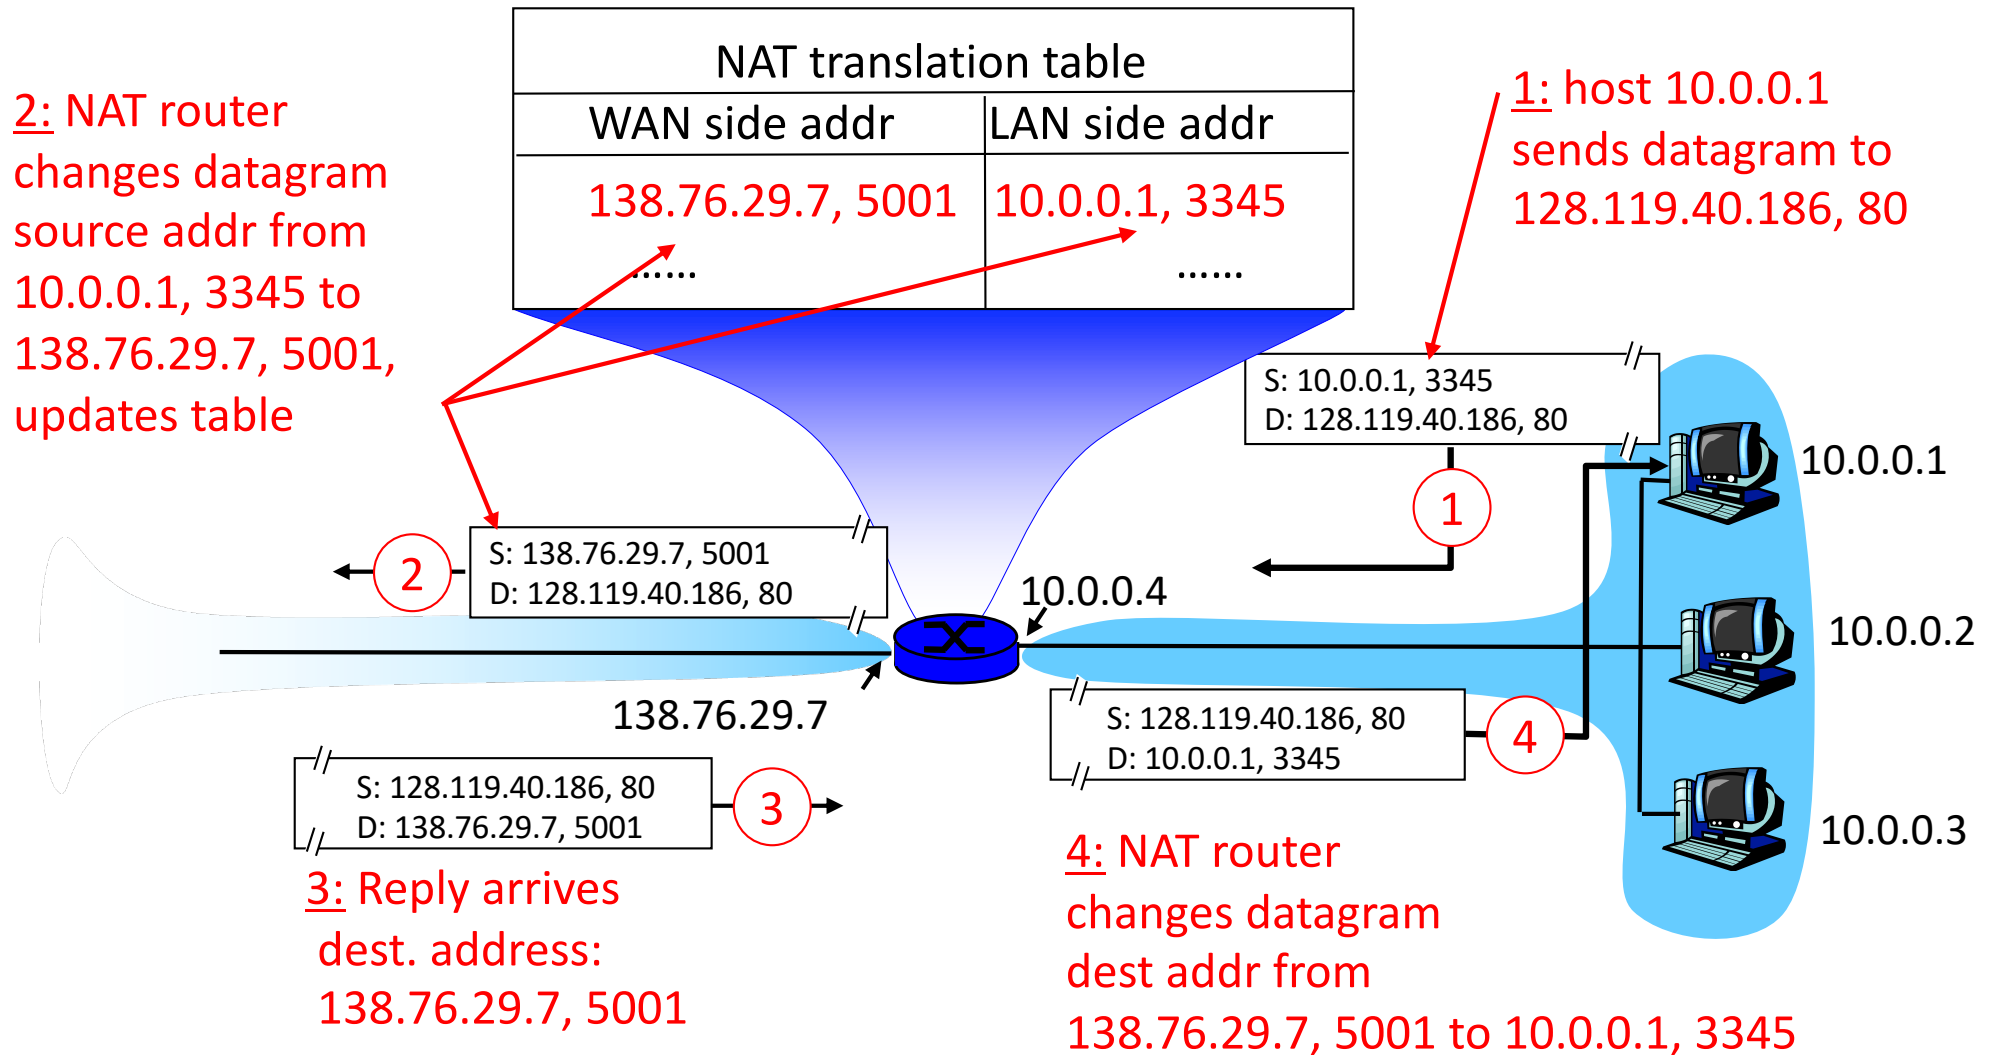 NAT translation table
WAN side addr LAN side addr
138.76.29.7, 5001 10.0.0.1, 3345
…… ……
2: NAT router
changes datagram
source addr from
10.0.0.1, 3345 to
138.76.29.7, 5001,
updates table
1: host 10.0.0.1
sends datagram to
128.119.40.186, 80
S: 10.0.0.1, 3345
D: 128.119.40.186, 80
1
10.0.0.1
S: 138.76.29.7, 5001
D: 128.119.40.186, 80
2
10.0.0.4
10.0.0.2
138.76.29.7
S: 128.119.40.186, 80
D: 10.0.0.1, 3345
4
S: 128.119.40.186, 80
D: 138.76.29.7, 5001
3
10.0.0.3
3: Reply arrives
dest. address:
138.76.29.7, 5001
4: NAT router
changes datagram
dest addr from
138.76.29.7, 5001 to 10.0.0.1, 3345